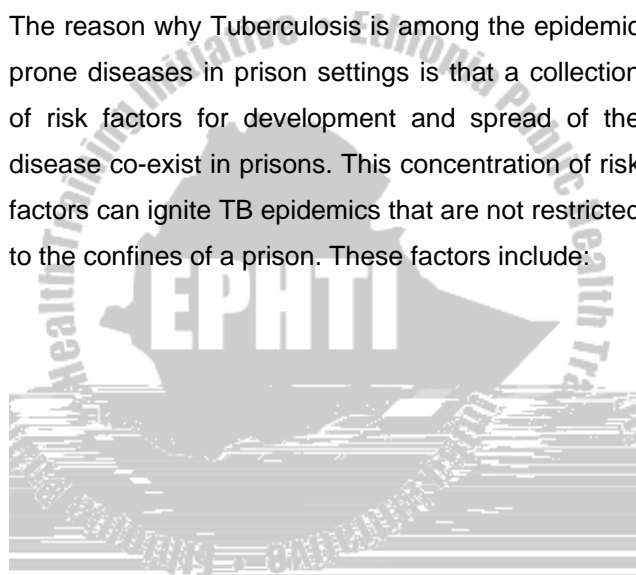 The reason why Tuberculosis is among the epidemic
prone diseases in prison settings is that a collection
of risk factors for development and spread of the
disease co-exist in prisons. This concentration of risk
factors can ignite TB epidemics that are not restricted
to the confines of a prison. These factors include:
EPHTI